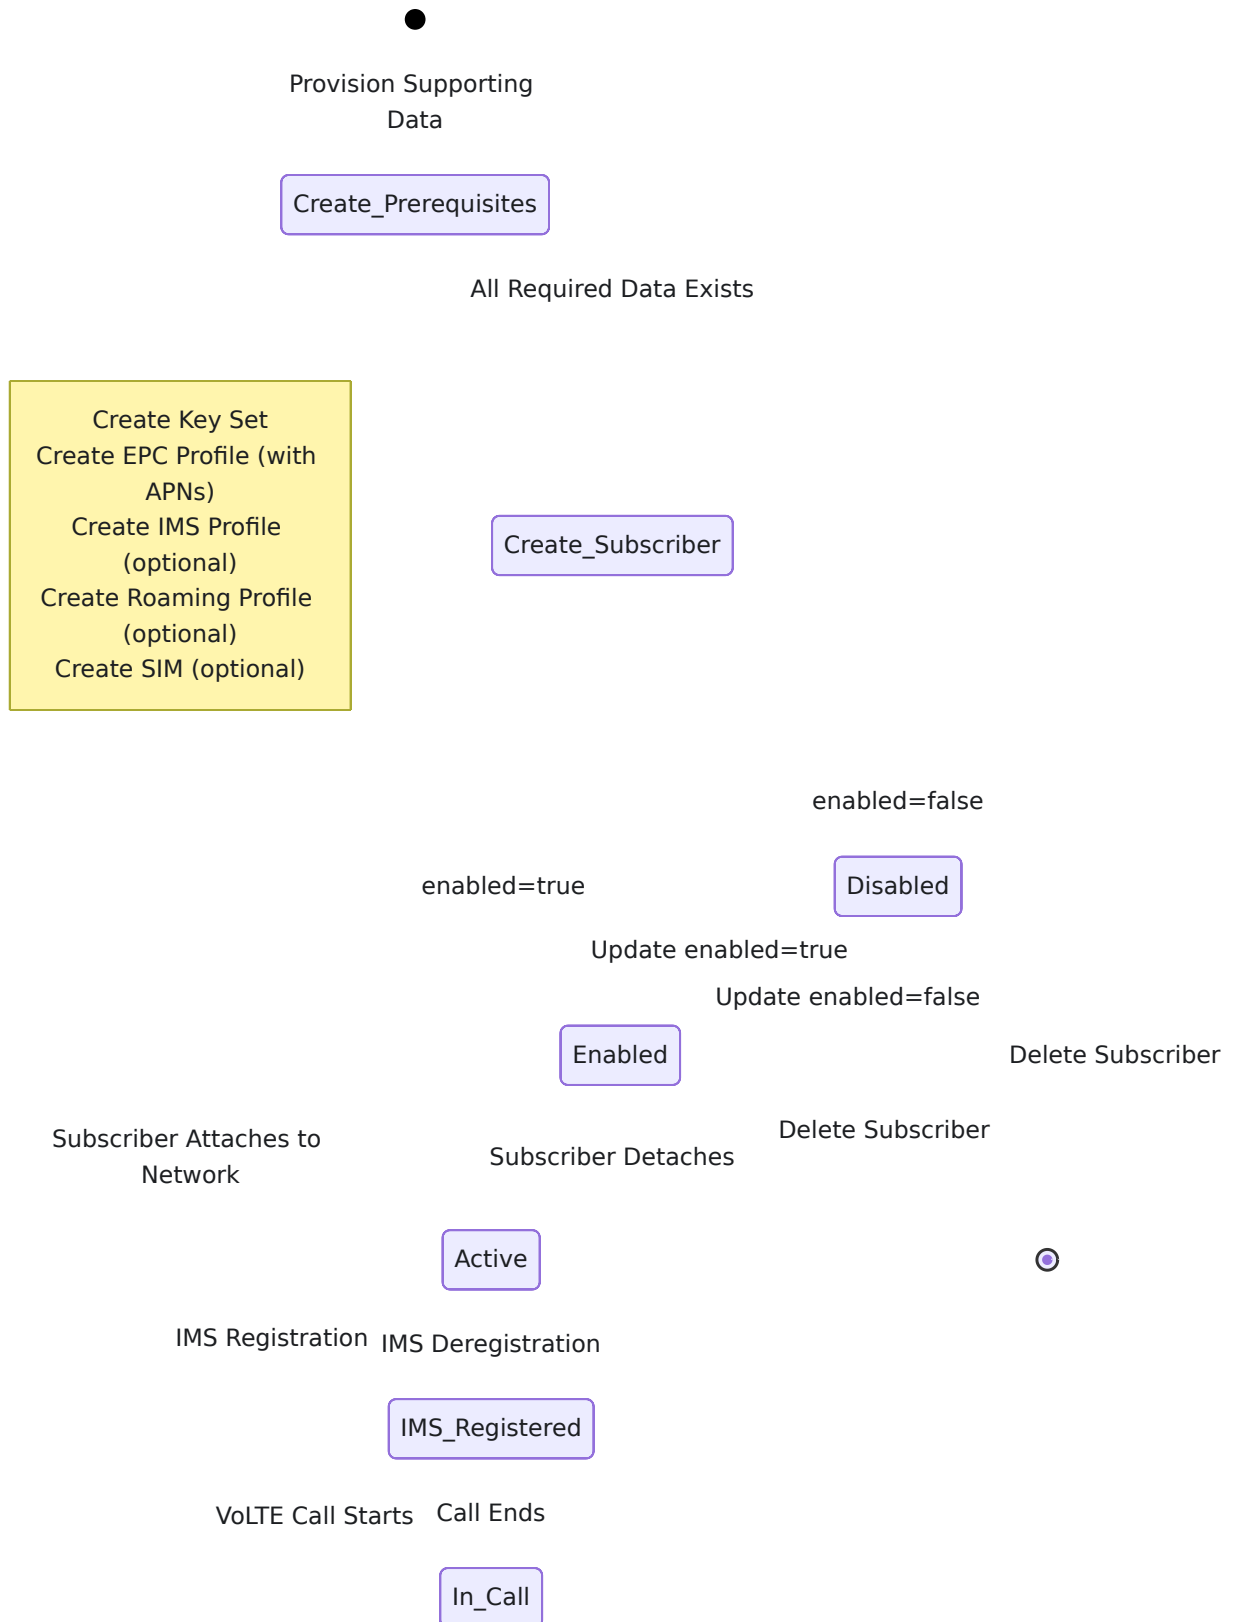 Provision Supporting
Data
Create_Prerequisites
All Required Data Exists
Create Key Set
Create EPC Profile (with
APNs)
Create IMS Profile
(optional)
Create Roaming Profile
(optional)
Create SIM (optional)
Create_Subscriber
enabled=false
enabled=true
Disabled
Update enabled=true
Update enabled=false
Enabled
Delete Subscriber
Delete Subscriber
Subscriber Attaches to
Network
Subscriber Detaches
Active
IMS Registration
IMS Deregistration
IMS_Registered
VoLTE Call Starts
Call Ends
In_Call